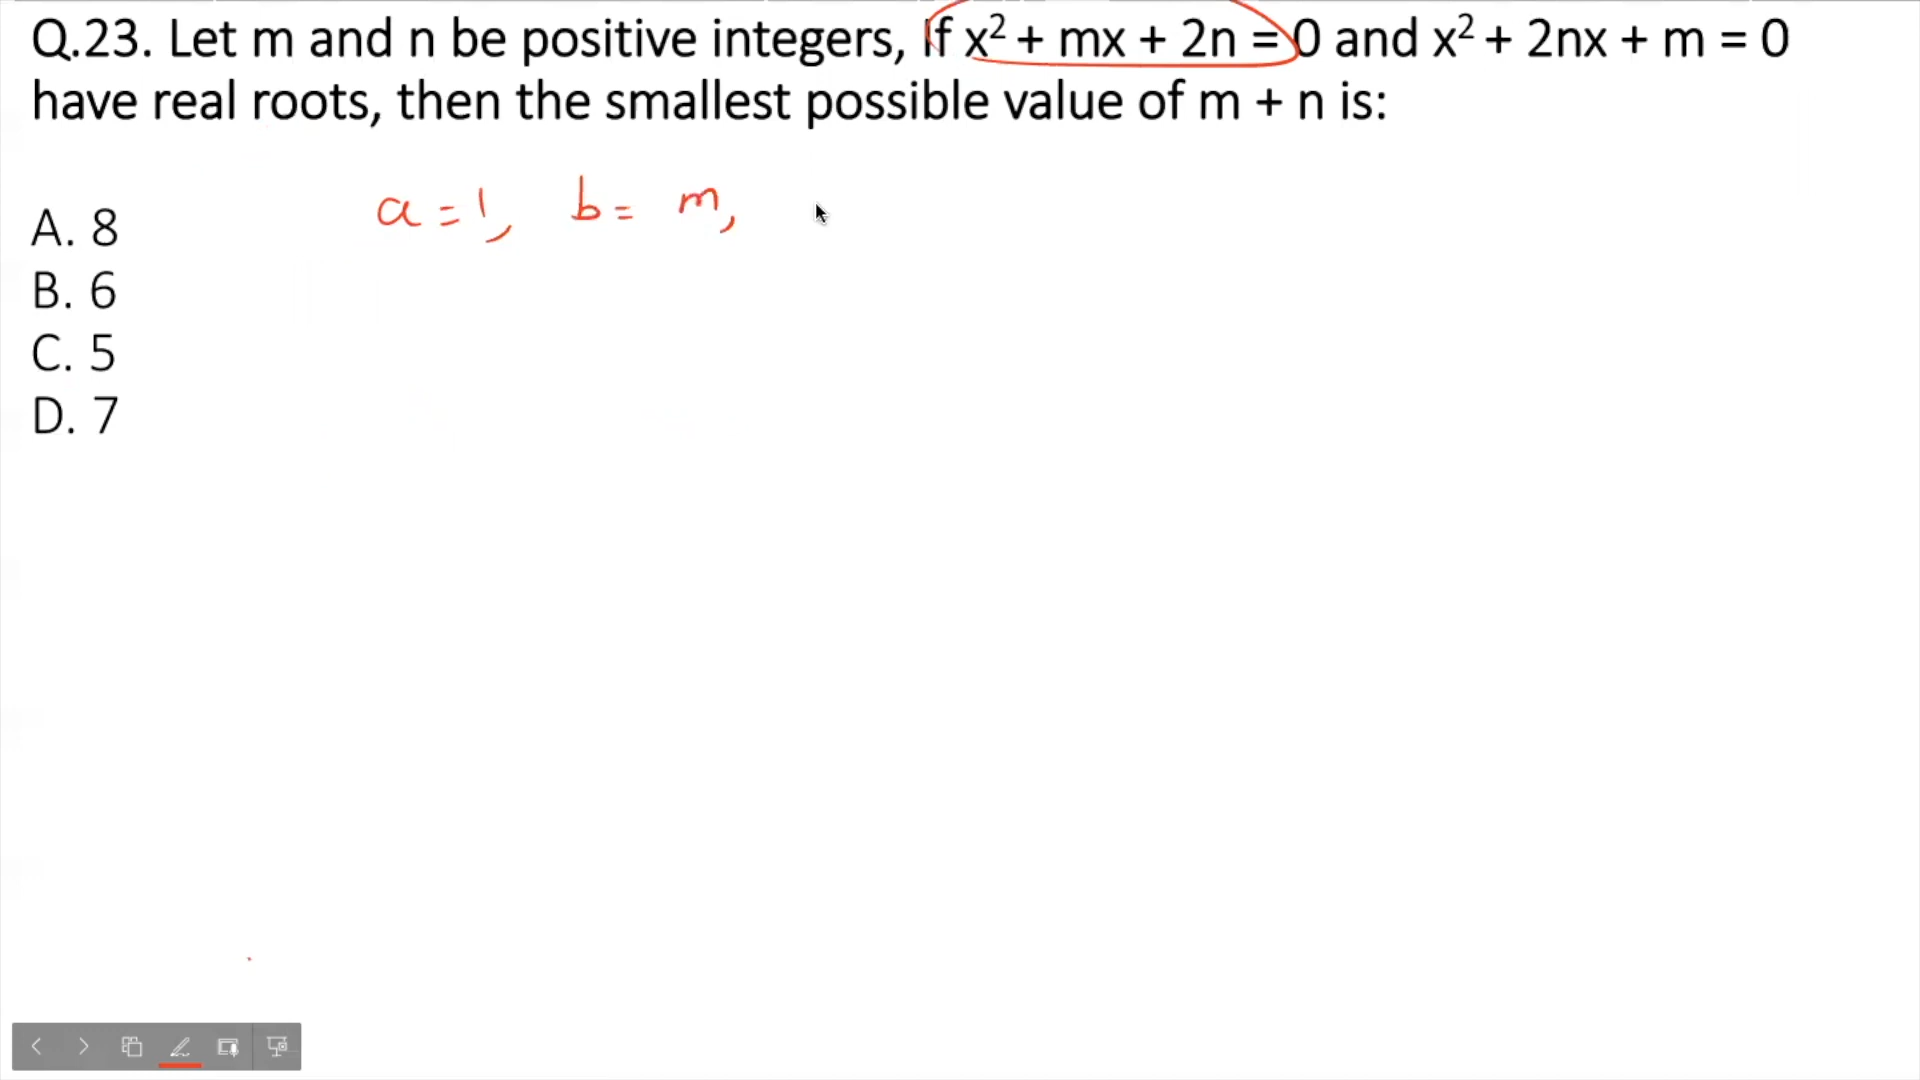 Q.23. Let m and n be positive integers, If x² + mx + 2n = 0 and x² + 2nx + m = 0
have real roots, then the smallest possible value of m + n is:
a = 1, b = m,
A. 8
B. 6
C. 5
D. 7